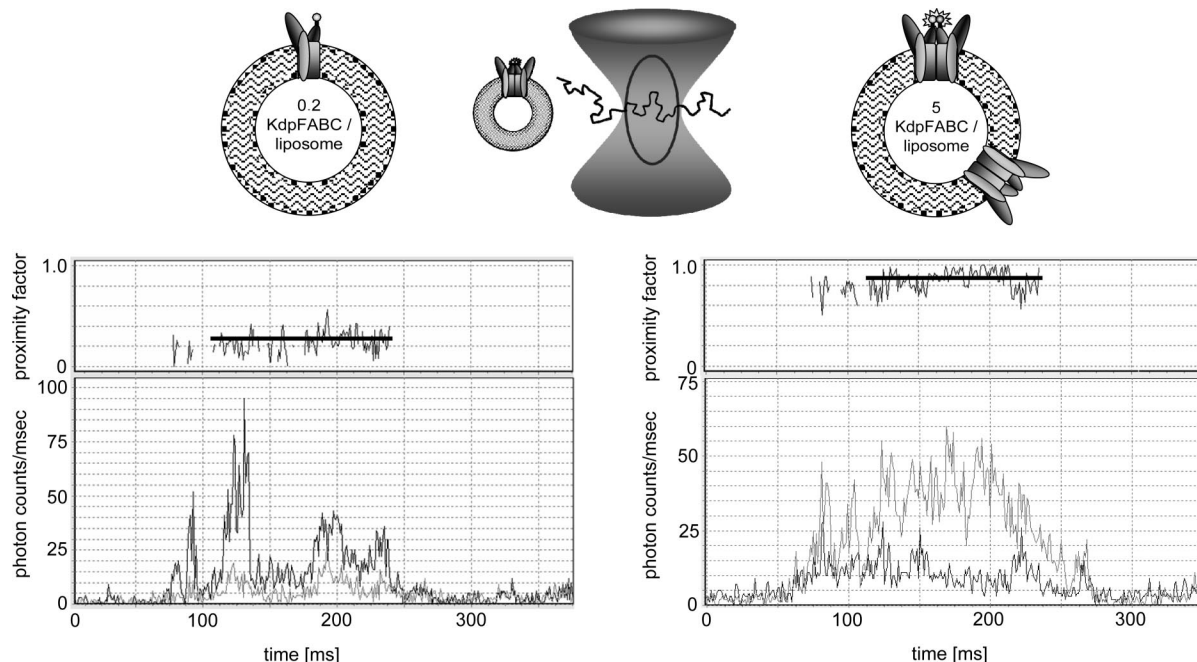 0.2
KdpFABC /
liposome
5
KdpFABC /
liposome
proximity factor
1.0
0
photon counts/msec
100
75
50
25
0
0
100
200
300
time [ms]
proximity factor
1.0
0
photon counts/msec
75
50
25
0
0
100
200
300
time [ms]